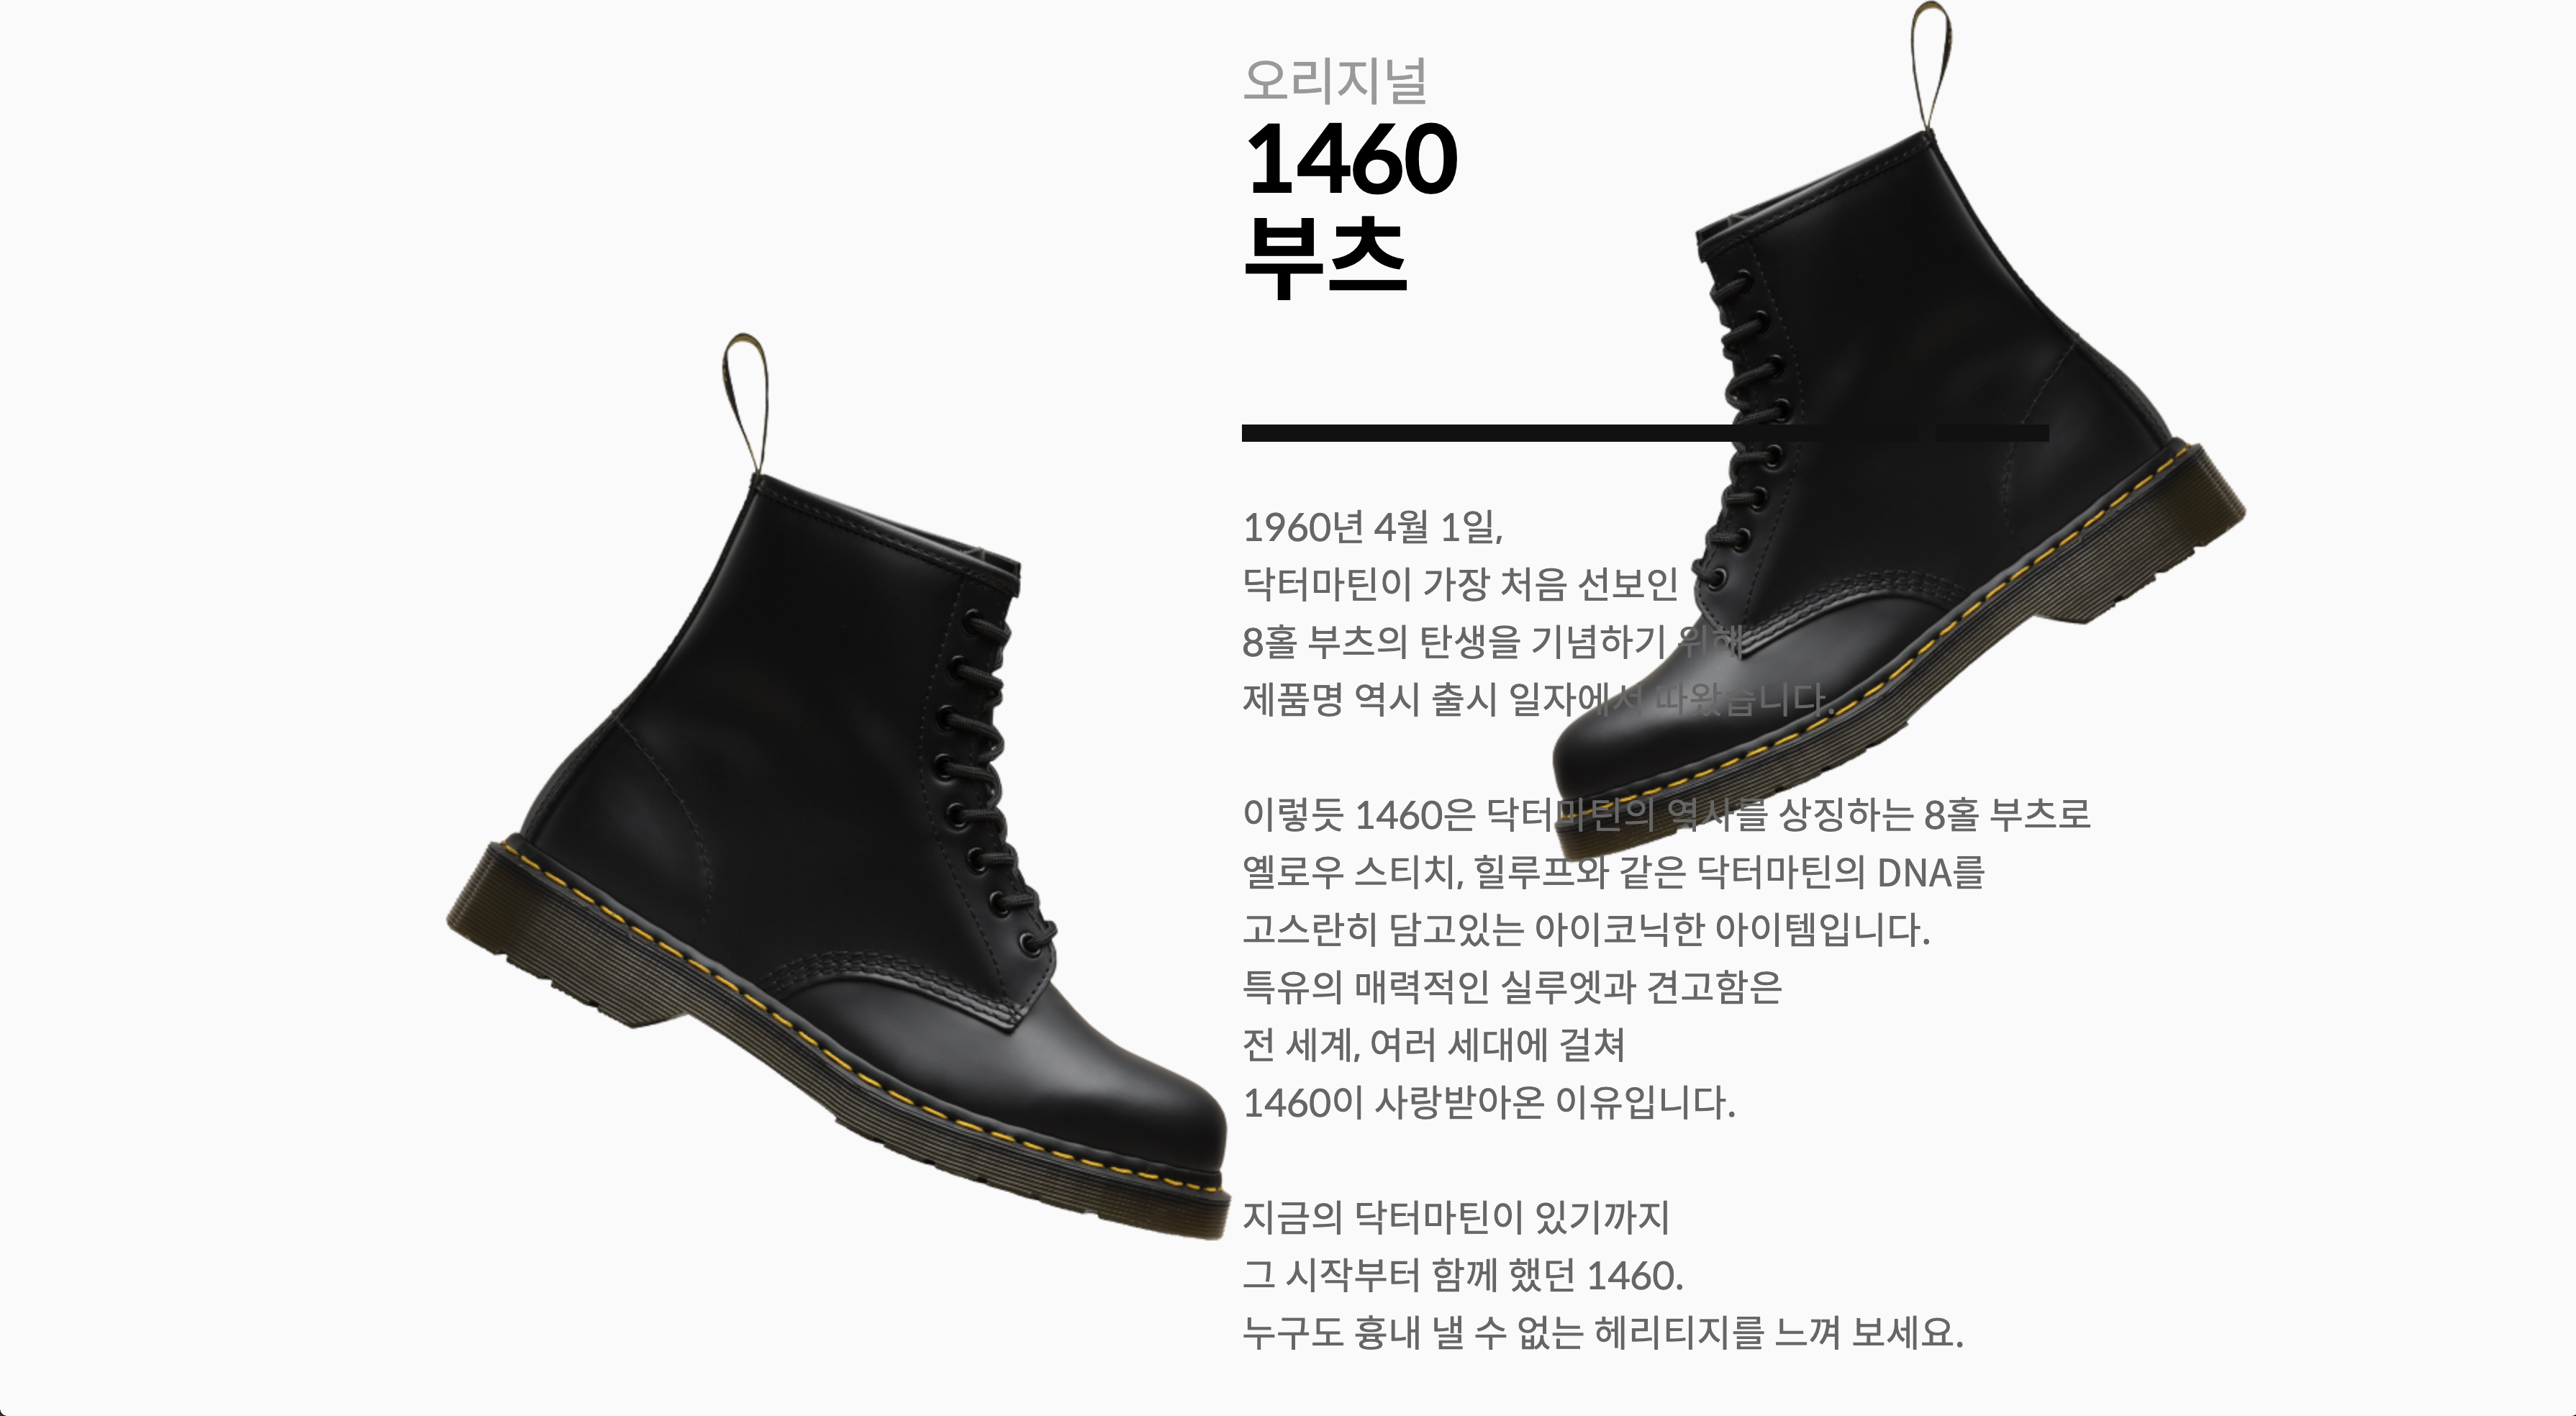 오리지널
1460
부츠
1960년 4월 1일,
닥터마틴이 가장 처음 선보인
8홀 부츠의 탄생을 기념하기 위해
제품명 역시 출시 일자에서 따왔습니다.
이렇듯 1460은 닥터마틴의 역사를 상징하는 8홀 부츠로
옐로우 스티치, 힐루프와 같은 닥터마틴의 DNA를
고스란히 담고있는 아이코닉한 아이템입니다.
특유의 매력적인 실루엣과 견고함은
전 세계, 여러 세대에 걸쳐
1460이 사랑받아온 이유입니다.
지금의 닥터마틴이 있기까지
그 시작부터 함께 했던 1460.
누구도 흉내 낼 수 없는 헤리티지를 느껴 보세요.